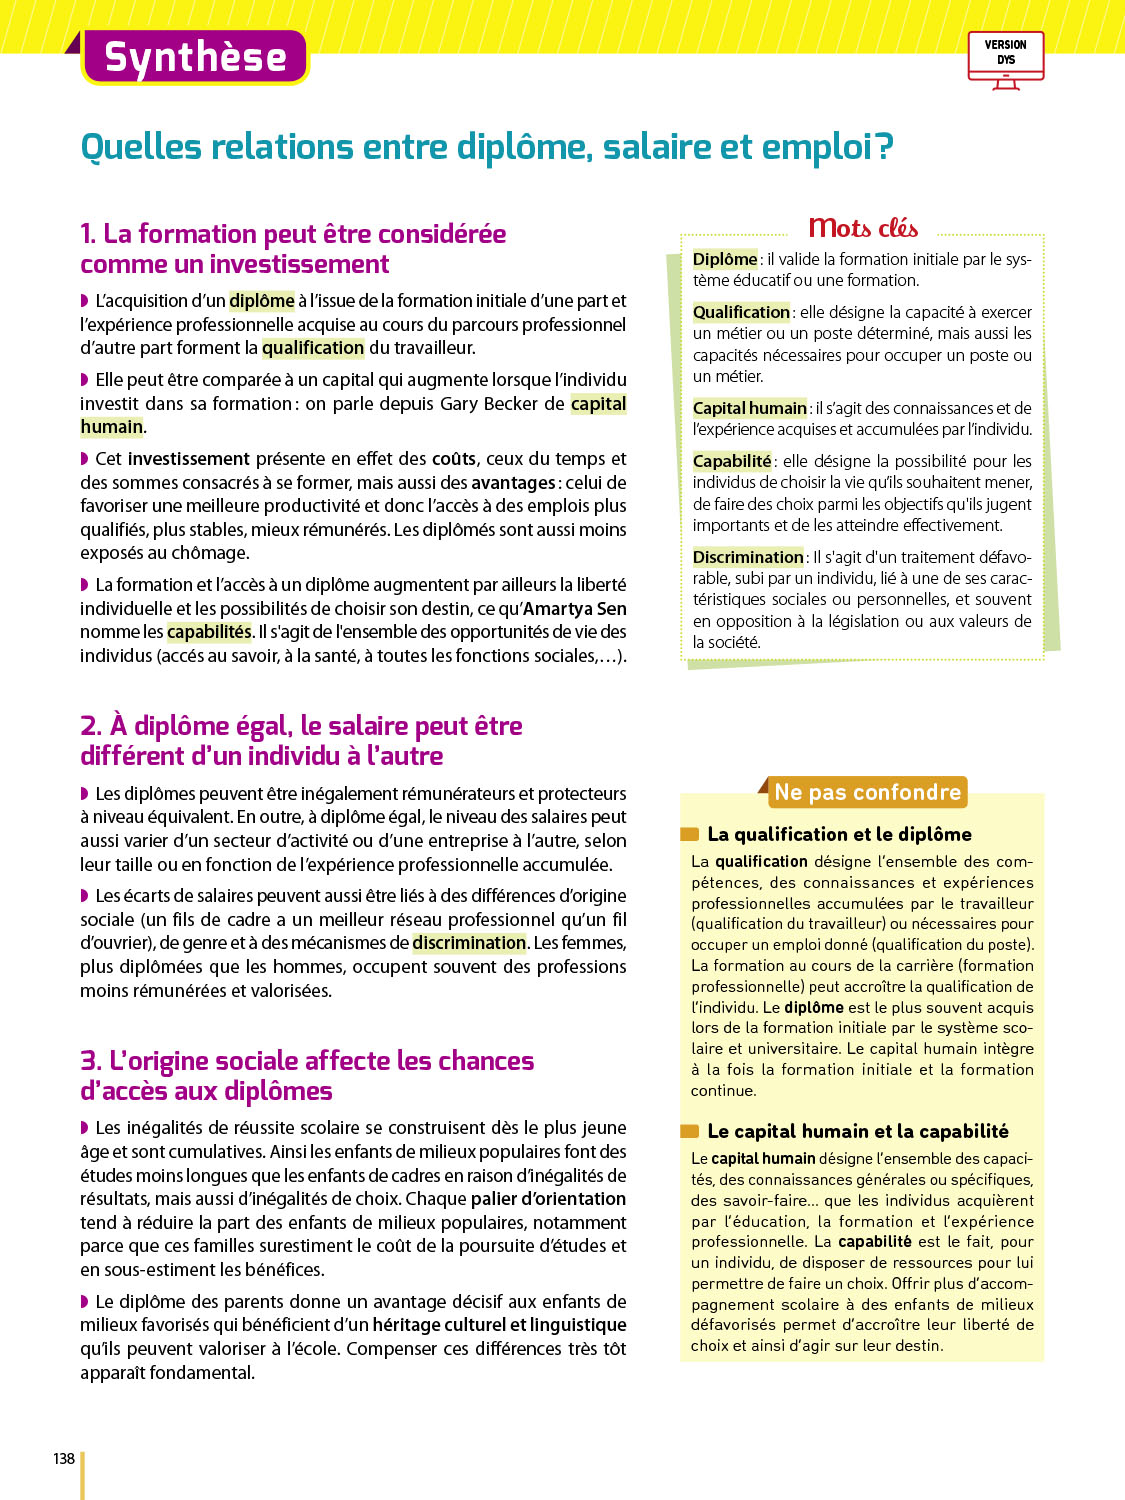 Synthèse
VERSION
DYS
Quelles relations entre diplôme, salaire et emploi ?
1. La formation peut être considérée
comme un investissement
L’acquisition d’un diplôme à l’issue de la formation initiale d’une part et
l’expérience professionnelle acquise au cours du parcours professionnel
d’autre part forment la qualification du travailleur.
Elle peut être comparée à un capital qui augmente lorsque l’individu
investit dans sa formation : on parle depuis Gary Becker de capital
humain.
Cet investissement présente en effet des coûts, ceux du temps et
des sommes consacrés à se former, mais aussi des avantages : celui de
favoriser une meilleure productivité et donc l’accès à des emplois plus
qualifiés, plus stables, mieux rémunérés. Les diplômés sont aussi moins
exposés au chômage.
La formation et l’accès à un diplôme augmentent par ailleurs la liberté
individuelle et les possibilités de choisir son destin, ce qu’Amartya Sen
nomme les capabilités. Il s'agit de l'ensemble des opportunités de vie des
individus (accés au savoir, à la santé, à toutes les fonctions sociales,…).
2. À diplôme égal, le salaire peut être
différent d’un individu à l’autre
Les diplômes peuvent être inégalement rémunérateurs et protecteurs
à niveau équivalent. En outre, à diplôme égal, le niveau des salaires peut
aussi varier d’un secteur d’activité ou d’une entreprise à l’autre, selon
leur taille ou en fonction de l’expérience professionnelle accumulée.
Les écarts de salaires peuvent aussi être liés à des différences d’origine
sociale (un fils de cadre a un meilleur réseau professionnel qu’un fil
d’ouvrier), de genre et à des mécanismes de discrimination. Les femmes,
plus diplômées que les hommes, occupent souvent des professions
moins rémunérées et valorisées.
3. L’origine sociale affecte les chances
d’accès aux diplômes
Les inégalités de réussite scolaire se construisent dès le plus jeune
âge et sont cumulatives. Ainsi les enfants de milieux populaires font des
études moins longues que les enfants de cadres en raison d’inégalités de
résultats, mais aussi d’inégalités de choix. Chaque palier d’orientation
tend à réduire la part des enfants de milieux populaires, notamment
parce que ces familles surestiment le coût de la poursuite d’études et
en sous-estiment les bénéfices.
Le diplôme des parents donne un avantage décisif aux enfants de
milieux favorisés qui bénéficient d’un héritage culturel et linguistique
qu’ils peuvent valoriser à l’école. Compenser ces différences très tôt
apparaît fondamental.
Mots clés
Diplôme : il valide la formation initiale par le sys-
tème éducatif ou une formation.
Qualification : elle désigne la capacité à exercer
un métier ou un poste déterminé, mais aussi les
capacités nécessaires pour occuper un poste ou
un métier.
Capital humain : il s’agit des connaissances et de
l’expérience acquises et accumulées par l’individu.
Capabilité : elle désigne la possibilité pour les
individus de choisir la vie qu’ils souhaitent mener,
de faire des choix parmi les objectifs qu'ils jugent
importants et de les atteindre effectivement.
Discrimination : Il s'agit d'un traitement défavo-
rable, subi par un individu, lié à une de ses carac-
téristiques sociales ou personnelles, et souvent
en opposition à la législation ou aux valeurs de
la société.
Ne pas confondre
La qualification et le diplôme
La qualification désigne l’ensemble des com-
pétences, des connaissances et expériences
professionnelles accumulées par le travailleur
(qualification du travailleur) ou nécessaires pour
occuper un emploi donné (qualification du poste).
La formation au cours de la carrière (formation
professionnelle) peut accroître la qualification de
l’individu. Le diplôme est le plus souvent acquis
lors de la formation initiale par le système sco-
laire et universitaire. Le capital humain intègre
à la fois la formation initiale et la formation
continue.
Le capital humain et la capabilité
Le capital humain désigne l’ensemble des capaci-
tés, des connaissances générales ou spécifiques,
des savoir-faire... que les individus acquièrent
par l’éducation, la formation et l’expérience
professionnelle. La capabilité est le fait, pour
un individu, de disposer de ressources pour lui
permettre de faire un choix. Offrir plus d’accom-
pagnement scolaire à des enfants de milieux
défavorisés permet d’accroître leur liberté de
choix et ainsi d’agir sur leur destin.
138